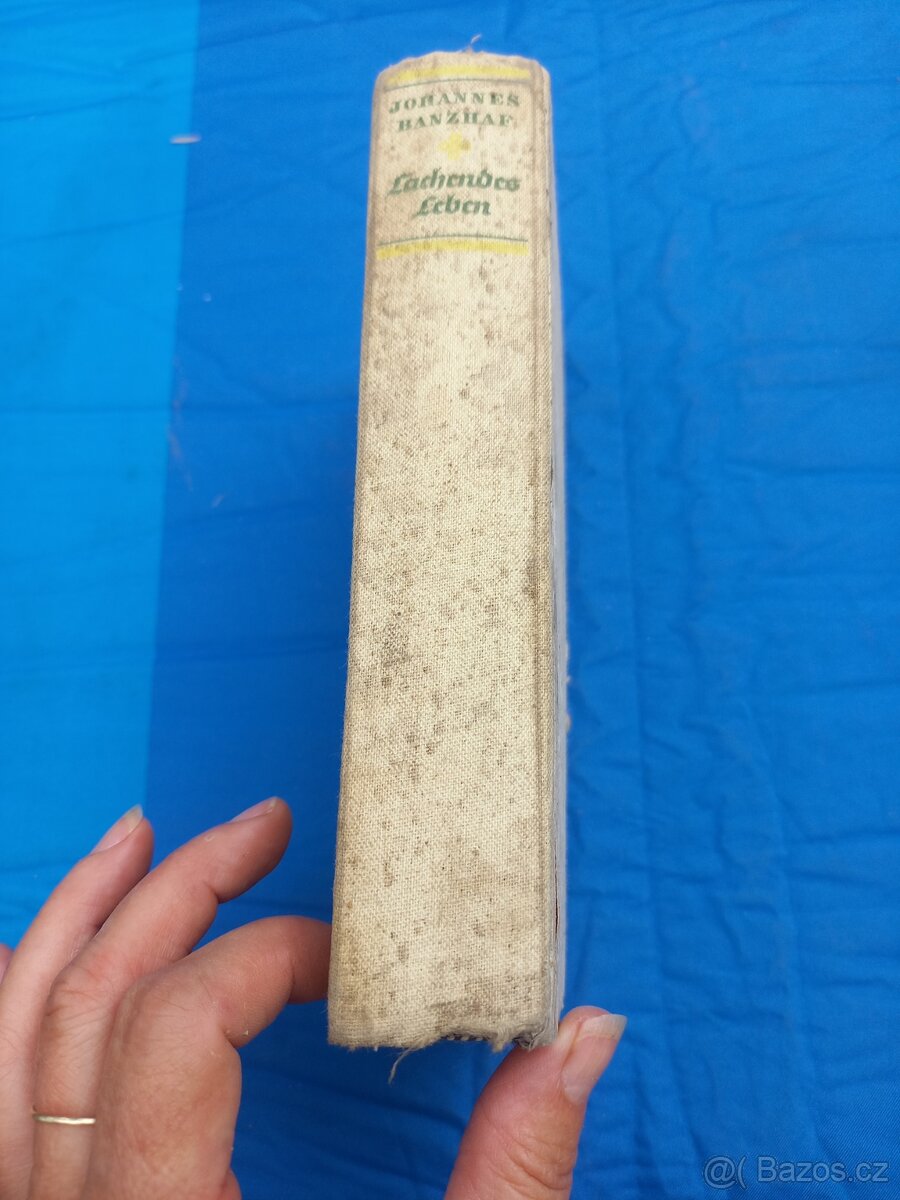 JOHANNES
BANZHAF
Lachendes
Leben
@( Bazos.cz